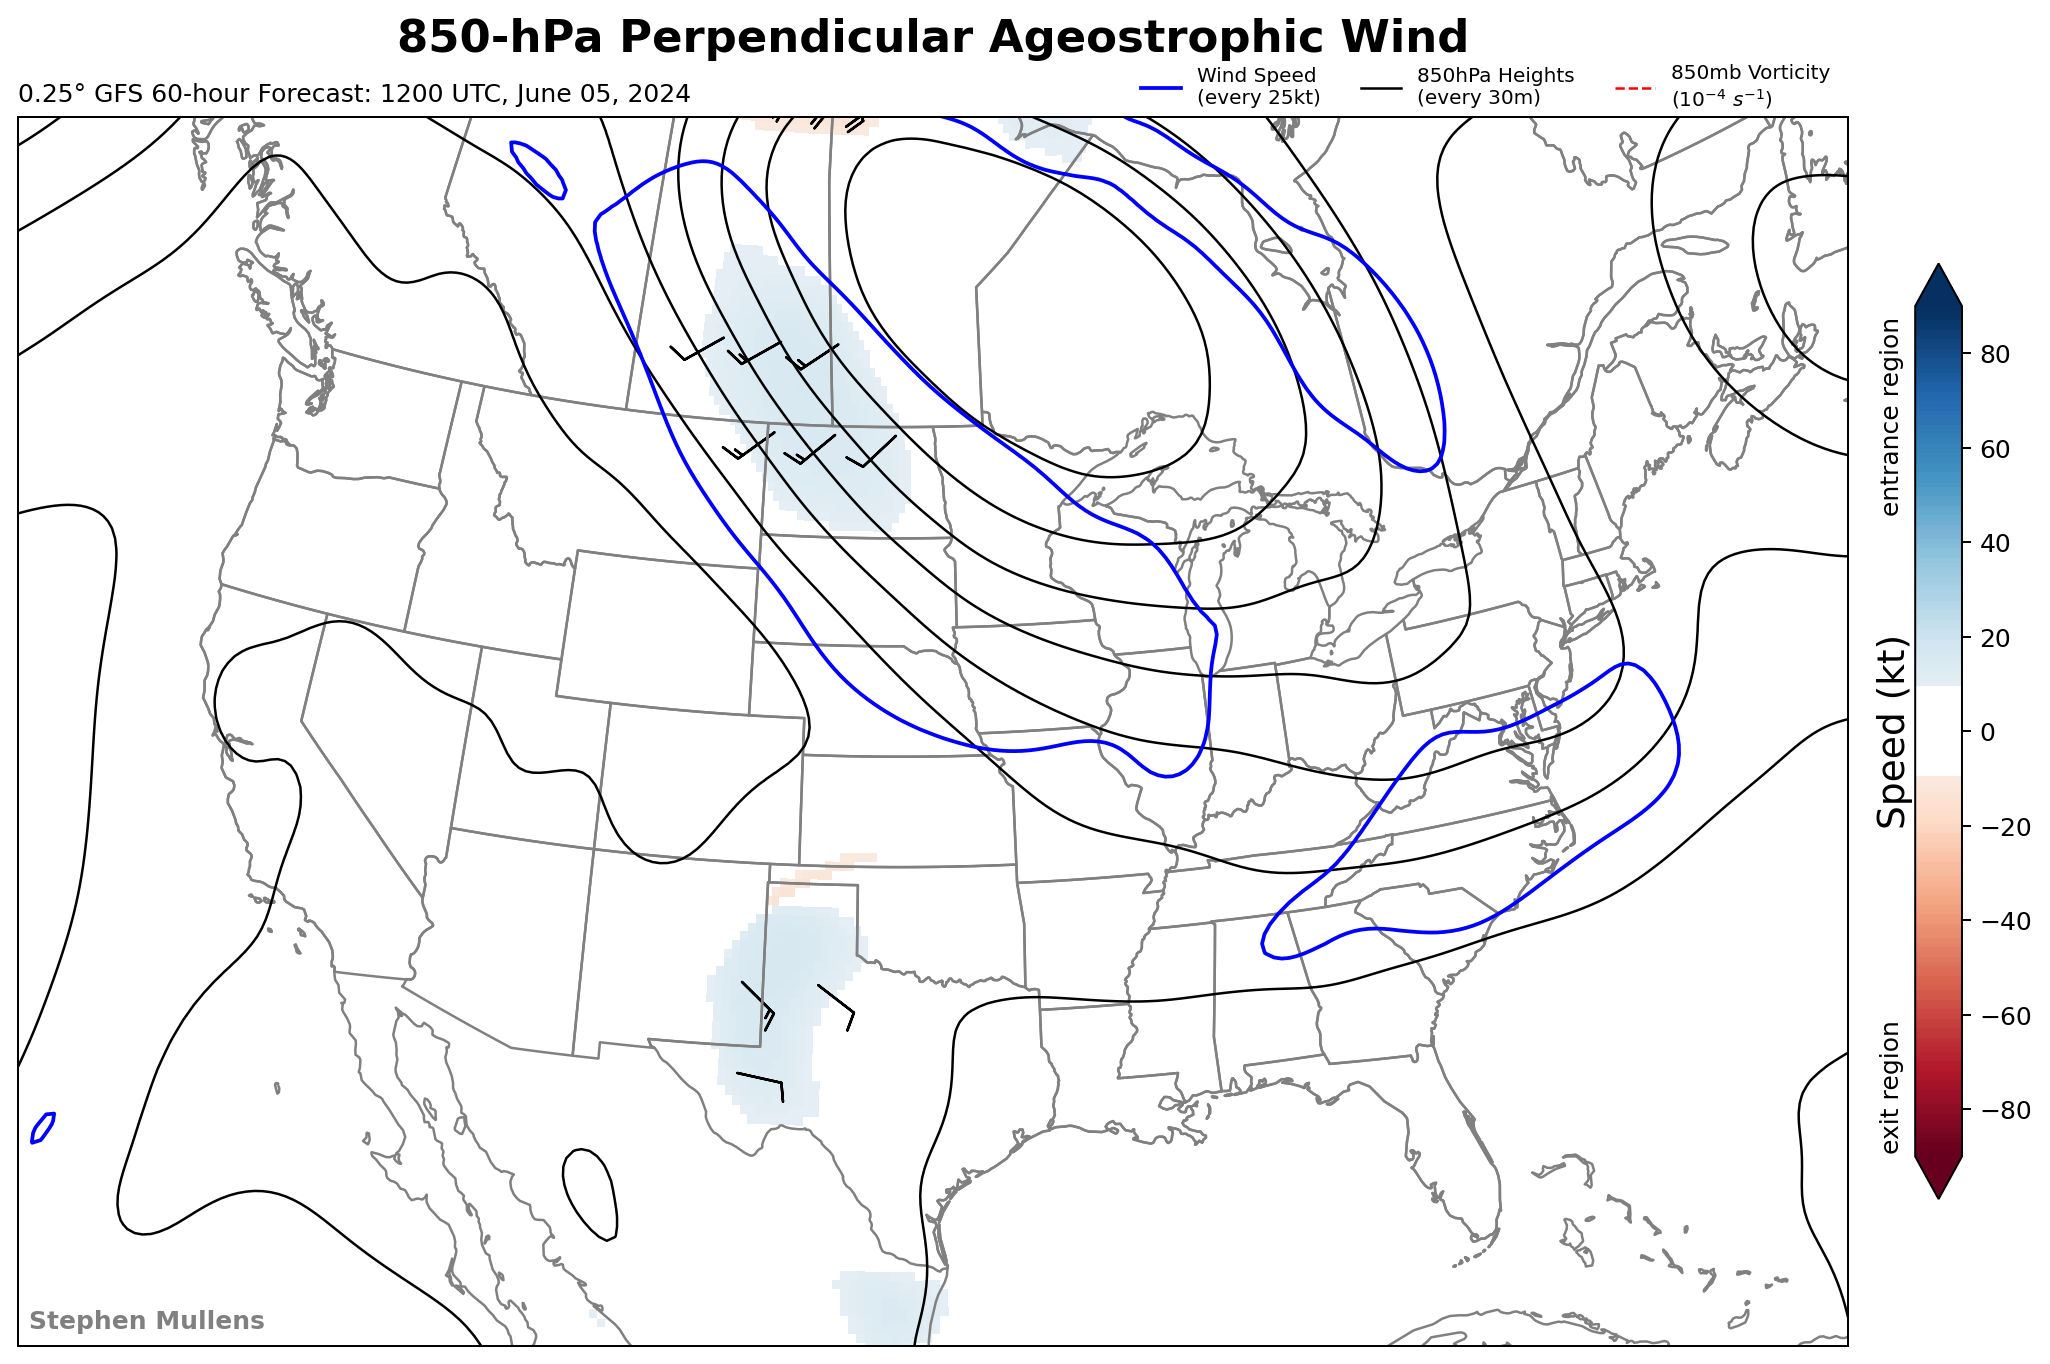 850-hPa Perpendicular Ageostrophic Wind
0.25° GFS 60-hour Forecast: 1200 UTC, June 05, 2024
Wind Speed
(every 25kt)
850hPa Heights
(every 30m)
850mb Vorticity
(10⁻⁴ s⁻¹)
entrance region
Speed (kt)
exit region
80
60
40
20
0
−20
−40
−60
−80
Stephen Mullens